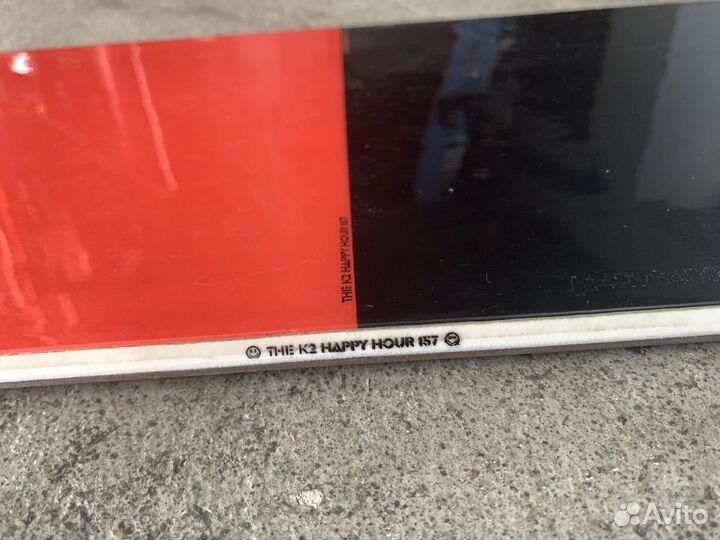 THE K2 HAPPY HOUR 157
☺ THE K2 HAPPY HOUR 157
Avito